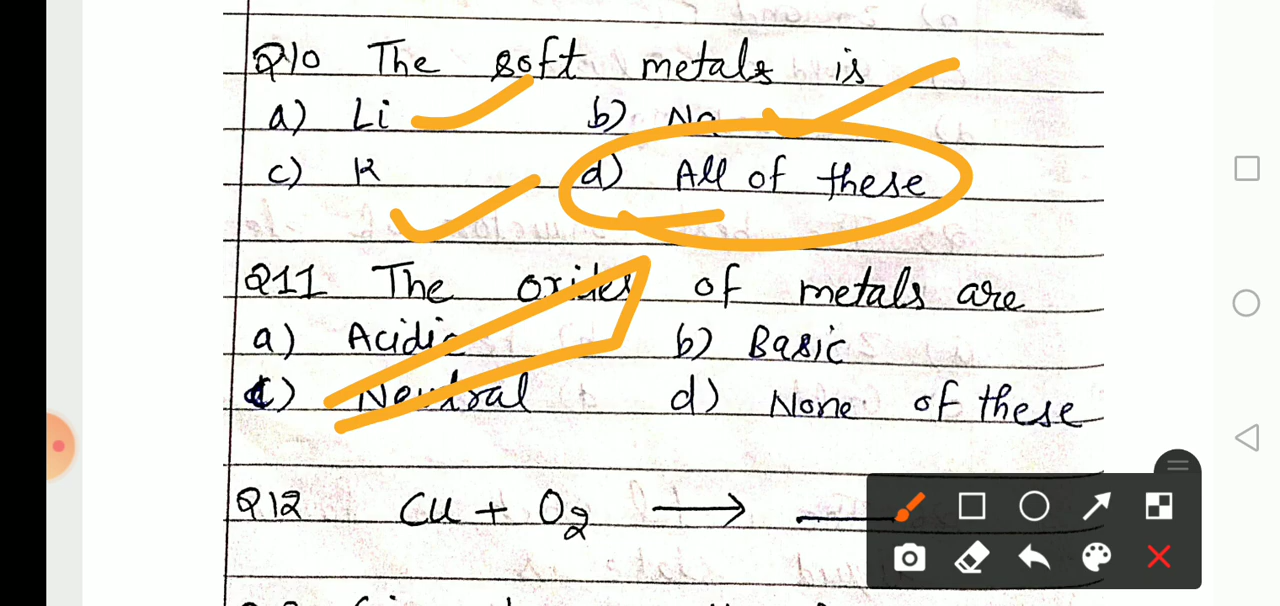 Q10 The soft metals is
a) Li b) Na
c) K d) All of these
Q11 The oxides of metals are
a) Acidic b) Basic
c) Neutral d) None of these
Q12 Cu + O2 →